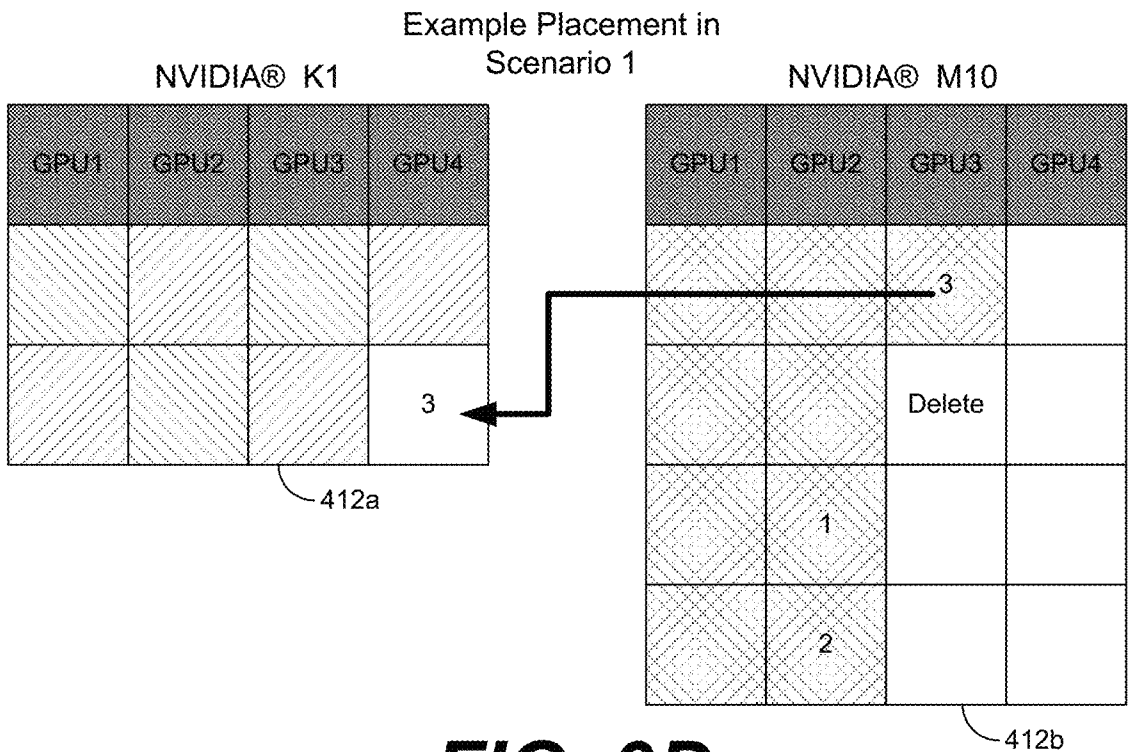 Example Placement in
Scenario 1
NVIDIA® K1
NVIDIA® M10
GPU1 GPU2 GPU3 GPU4
GPU1 GPU2 GPU3 GPU4
3
3
Delete
1
2
412a
412b